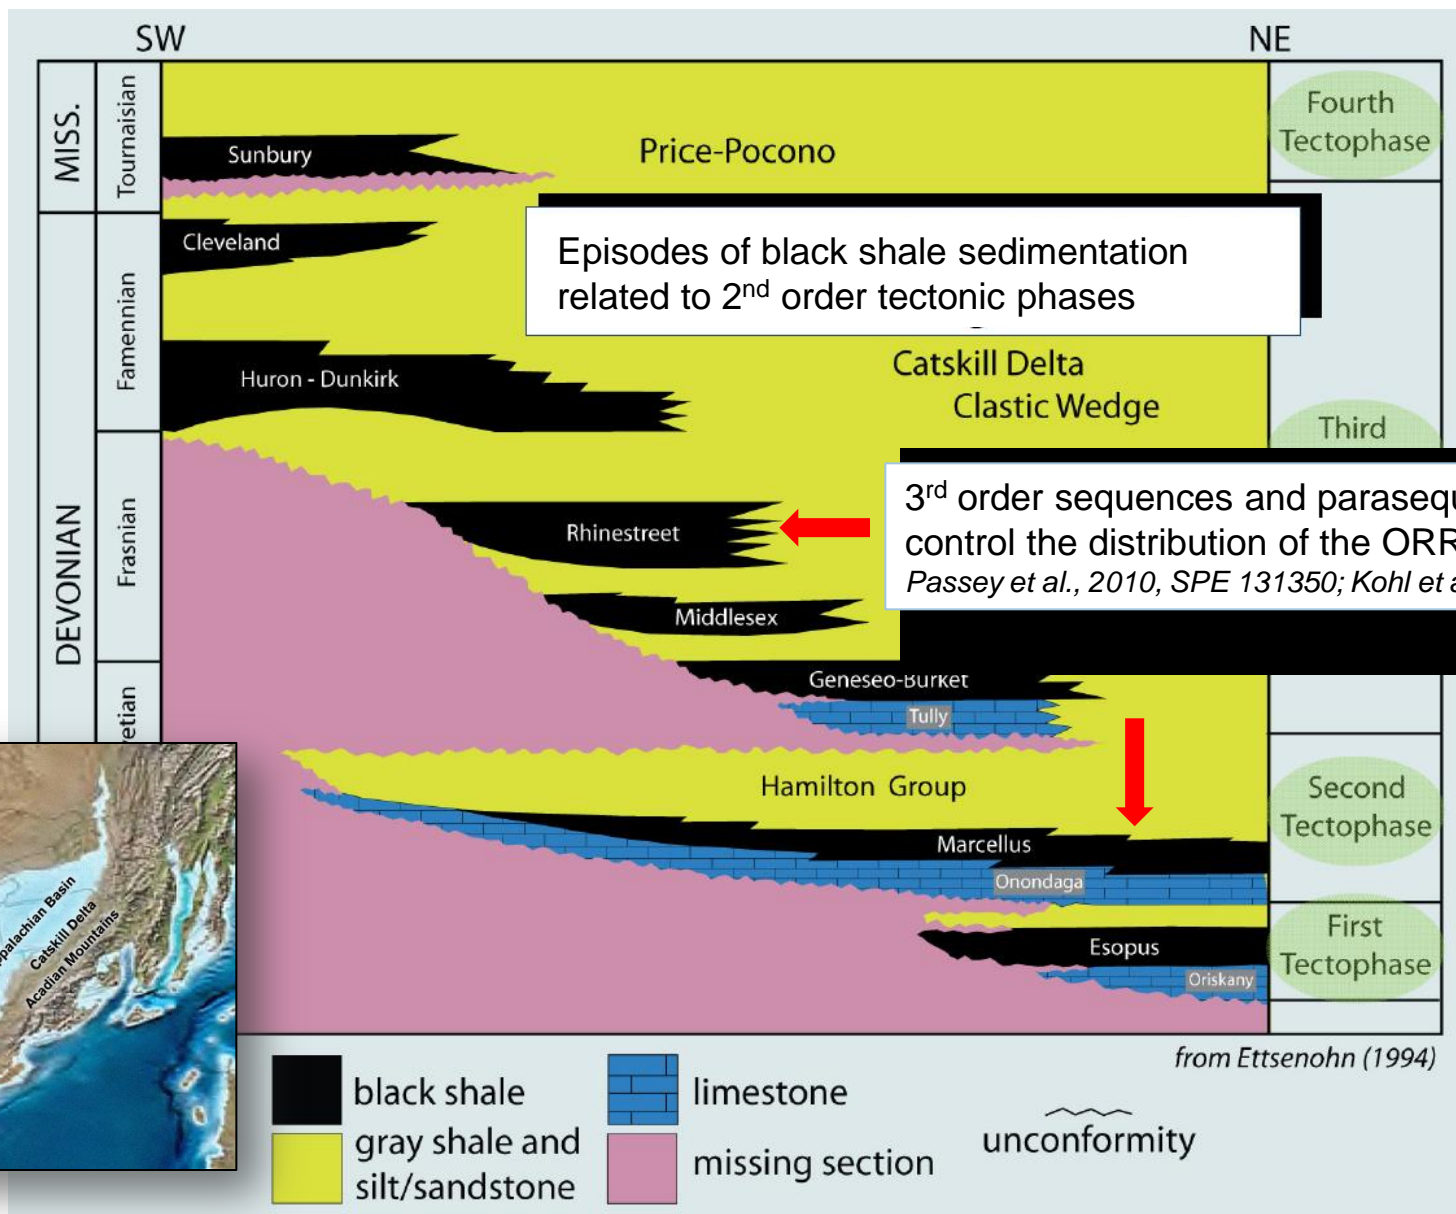 SW
NE
MISS.
Tournaisian
Sunbury
Price-Pocono
Fourth
Tectophase
DEVONIAN
Famennian
Cleveland
Episodes of black shale sedimentation
related to 2nd order tectonic phases
Huron - Dunkirk
Catskill Delta
Clastic Wedge
Third
Frasnian
Rhinestreet
3rd order sequences and parasequ
control the distribution of the ORR
Passey et al., 2010, SPE 131350; Kohl et a
Middlesex
etian
Geneseo-Burket
Tully
Hamilton Group
Second
Tectophase
Marcellus
Onondaga
First
Tectophase
Esopus
Oriskany
palachian Basin
Catskill Delta
Acadian Mountains
from Ettsenohn (1994)
black shale
limestone
gray shale and
silt/sandstone
missing section
unconformity